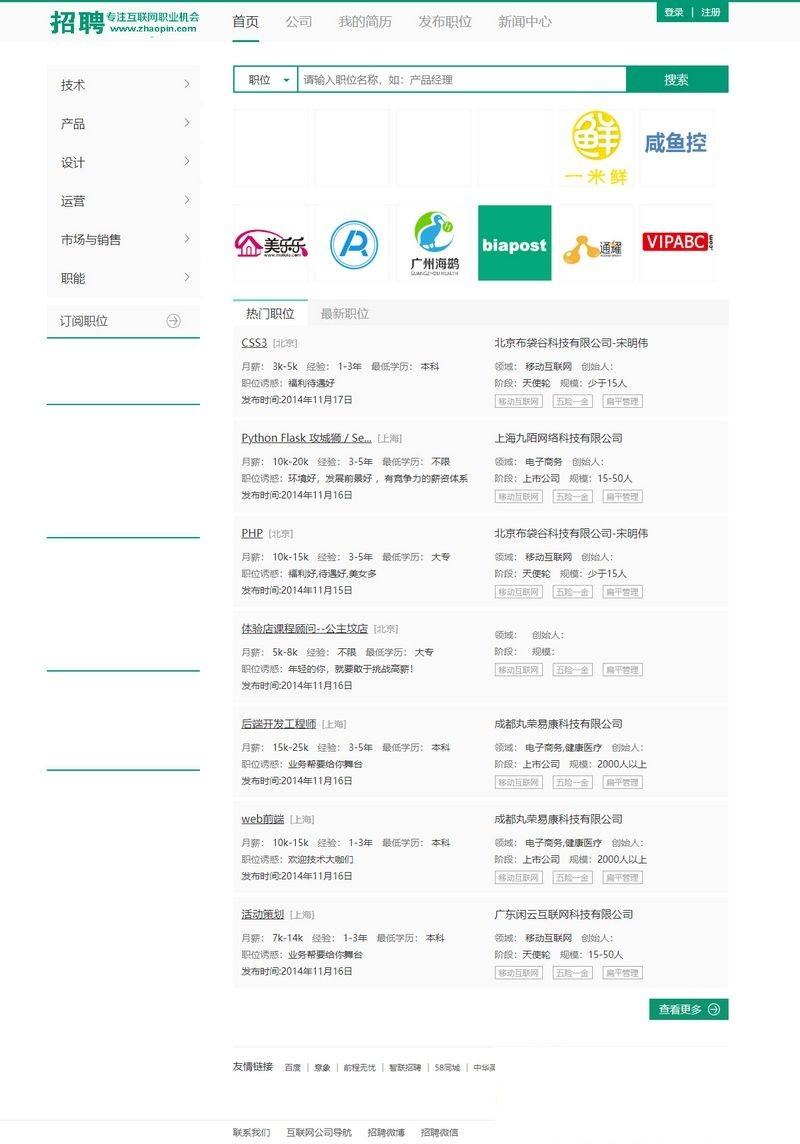 招聘 专注互联网职业机会
www.zhaopin.com
首页 公司 我的简历 发布职位 新闻中心
登录 | 注册
技术
产品
设计
运营
市场与销售
职能
订阅职位
职位 请输入职位名称，如：产品经理 搜索
鲜
一米鲜
咸鱼控
美乐乐
www.meilele.com
广州海鹚
GUANGZHOU HEALTH
biapost
通耀
VIPABC.com
热门职位 最新职位
CSS3 [北京]
月薪： 3k-5k 经验： 1-3年 最低学历： 本科
职位诱惑：福利待遇好
发布时间:2014年11月17日
北京布袋谷科技有限公司-宋明伟
领域： 移动互联网 创始人：
阶段：天使轮 规模：少于15人
移动互联网 五险一金 扁平管理
Python Flask 攻城狮 / Se... [上海]
月薪： 10k-20k 经验： 3-5年 最低学历： 不限
职位诱惑：环境好，发展前景好 ，有竞争力的薪资体系
发布时间:2014年11月16日
上海九陌网络科技有限公司
领域： 电子商务 创始人：
阶段：上市公司 规模：15-50人
移动互联网 五险一金 扁平管理
PHP [北京]
月薪： 10k-15k 经验： 3-5年 最低学历： 大专
职位诱惑：福利好,待遇好,美女多
发布时间:2014年11月15日
北京布袋谷科技有限公司-宋明伟
领域： 移动互联网 创始人：
阶段：天使轮 规模：少于15人
移动互联网 五险一金 扁平管理
体验店课程顾问--公主坟店 [北京]
月薪： 5k-8k 经验： 不限 最低学历： 大专
职位诱惑：年轻的你，就要敢于挑战高薪！
发布时间:2014年11月16日
领域： 创始人：
阶段： 规模：
移动互联网 五险一金 扁平管理
后端开发工程师 [上海]
月薪： 15k-25k 经验： 3-5年 最低学历： 本科
职位诱惑：业务帮要给你舞台
发布时间:2014年11月16日
成都丸荣易康科技有限公司
领域： 电子商务,健康医疗 创始人：
阶段：上市公司 规模：2000人以上
移动互联网 五险一金 扁平管理
web前端 [上海]
月薪： 10k-15k 经验： 1-3年 最低学历： 本科
职位诱惑：欢迎技术大咖们
发布时间:2014年11月16日
成都丸荣易康科技有限公司
领域： 电子商务,健康医疗 创始人：
阶段：上市公司 规模：2000人以上
移动互联网 五险一金 扁平管理
活动策划 [上海]
月薪： 7k-14k 经验： 1-3年 最低学历： 本科
职位诱惑：业务帮要给你舞台
发布时间:2014年11月16日
广东闲云互联网科技有限公司
领域： 移动互联网 创始人：
阶段：天使轮 规模：15-50人
移动互联网 五险一金 扁平管理
查看更多
友情链接 百度 | 意象 | 前程无忧 | 智联招聘 | 58同城 | 中华英
联系我们 互联网公司导航 招聘微博 招聘微信